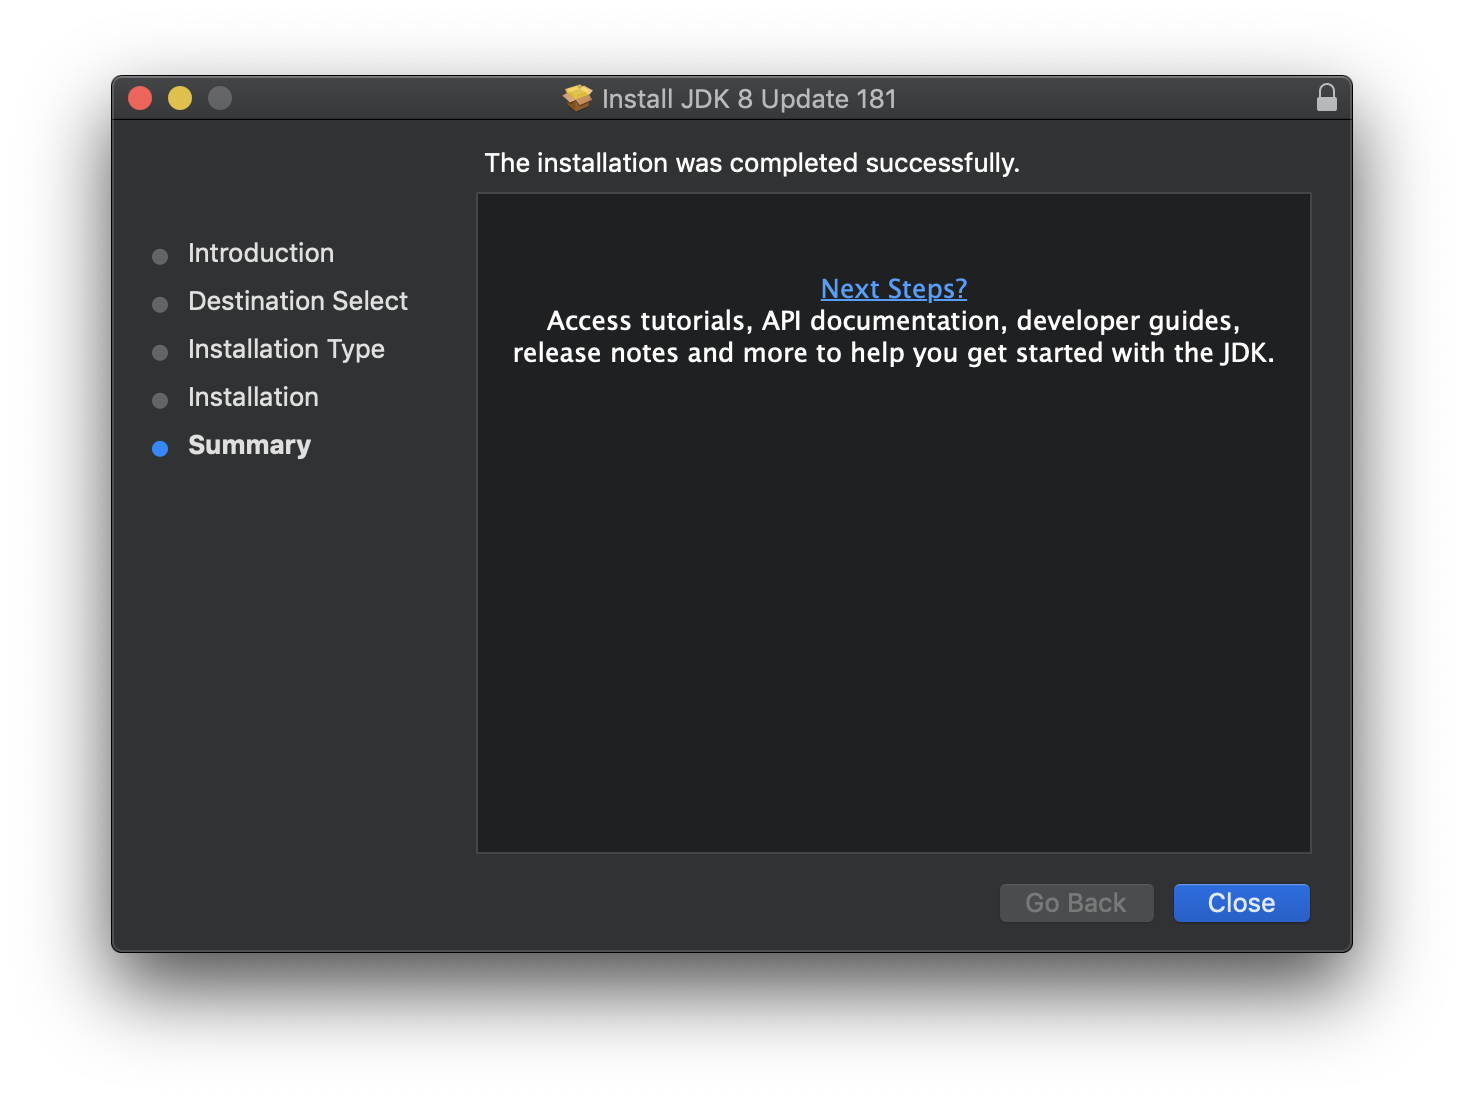 Install JDK 8 Update 181
The installation was completed successfully.
Introduction
Destination Select
Installation Type
Installation
Summary
Next Steps?
Access tutorials, API documentation, developer guides,
release notes and more to help you get started with the JDK.
Go Back
Close